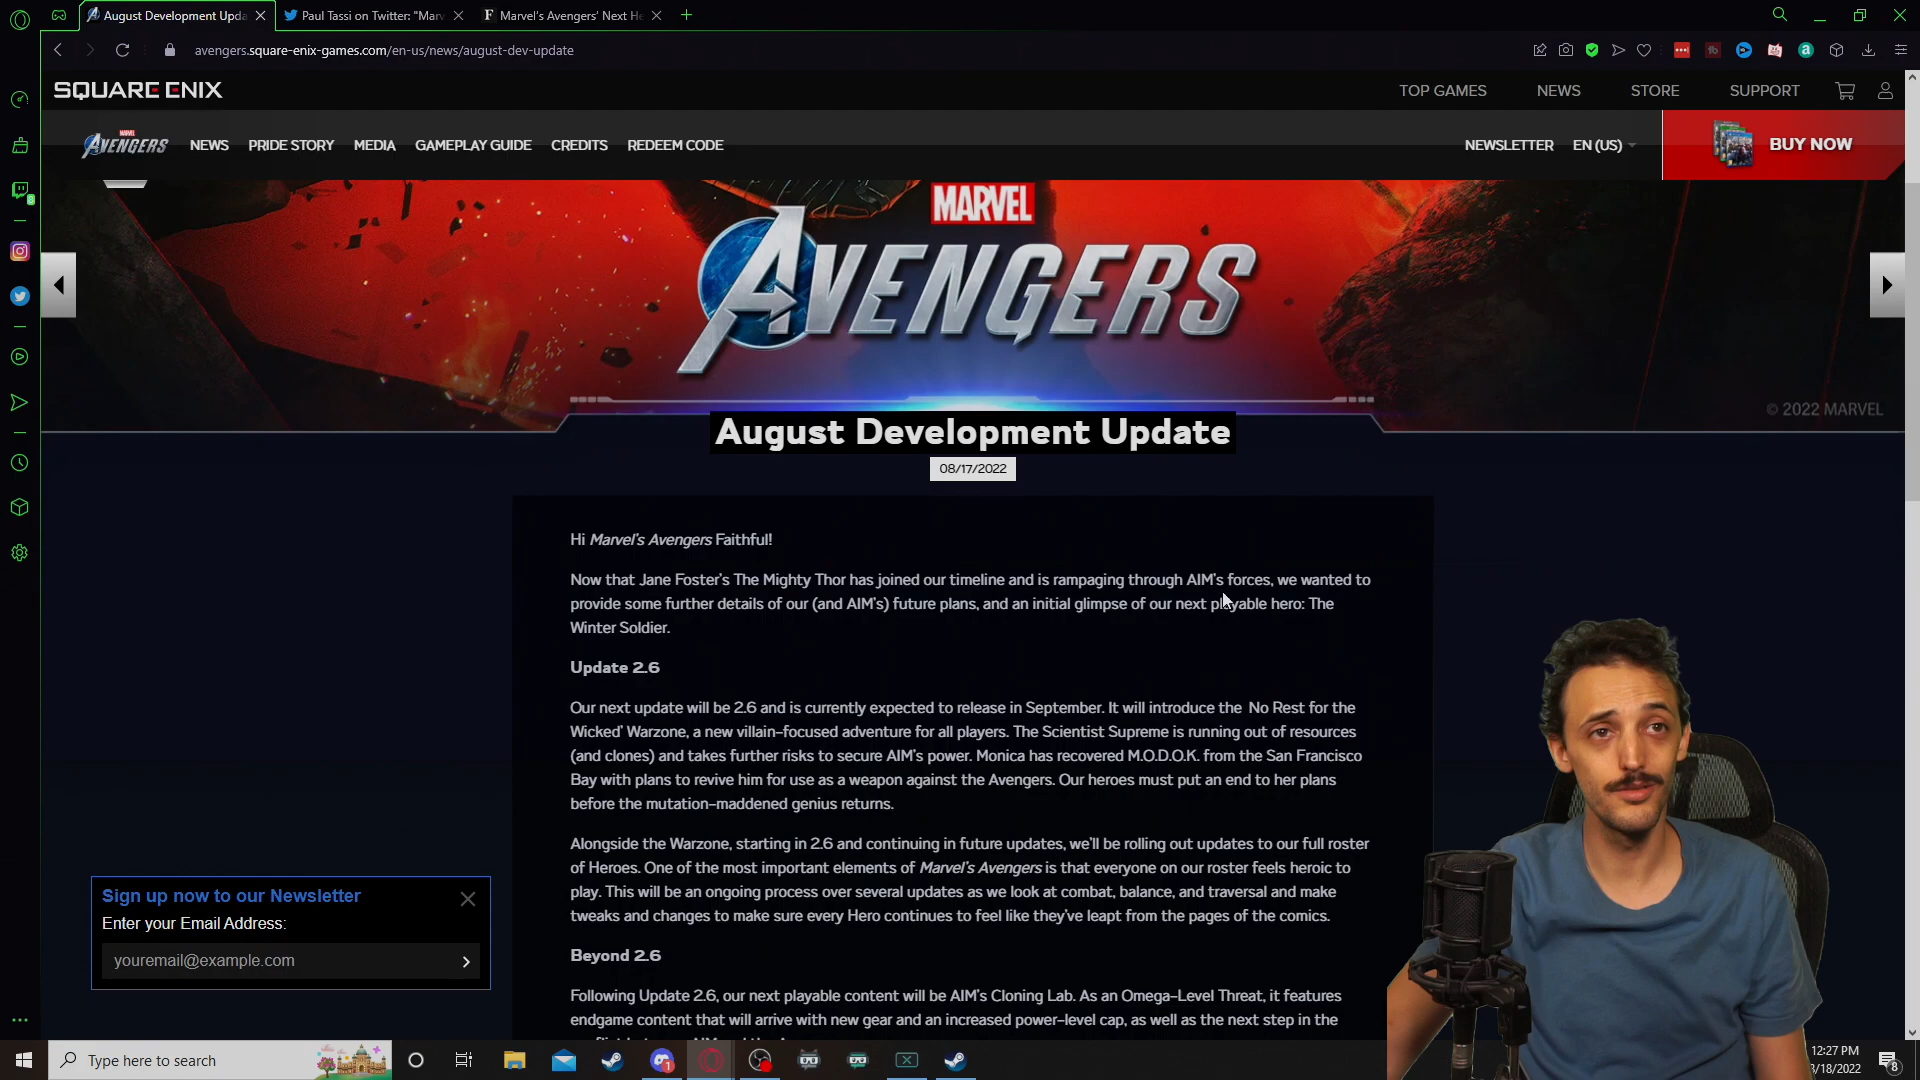 August Development Upda
Paul Tassi on Twitter: "Marv
Marvel's Avengers' Next He
avengers.square-enix-games.com/en-us/news/august-dev-update
SQUARE ENIX
TOP GAMES
NEWS
STORE
SUPPORT
MARVEL
AVENGERS
NEWS
PRIDE STORY
MEDIA
GAMEPLAY GUIDE
CREDITS
REDEEM CODE
NEWSLETTER
EN (US)
BUY NOW
MARVEL
AVENGERS
© 2022 MARVEL
August Development Update
08/17/2022
Hi Marvel's Avengers Faithful!
Now that Jane Foster's The Mighty Thor has joined our timeline and is rampaging through AIM's forces, we wanted to
provide some further details of our (and AIM's) future plans, and an initial glimpse of our next playable hero: The
Winter Soldier.
Update 2.6
Our next update will be 2.6 and is currently expected to release in September. It will introduce the No Rest for the
Wicked' Warzone, a new villain-focused adventure for all players. The Scientist Supreme is running out of resources
(and clones) and takes further risks to secure AIM's power. Monica has recovered M.O.D.O.K. from the San Francisco
Bay with plans to revive him for use as a weapon against the Avengers. Our heroes must put an end to her plans
before the mutation-maddened genius returns.
Alongside the Warzone, starting in 2.6 and continuing in future updates, we'll be rolling out updates to our full roster
of Heroes. One of the most important elements of Marvel's Avengers is that everyone on our roster feels heroic to
play. This will be an ongoing process over several updates as we look at combat, balance, and traversal and make
tweaks and changes to make sure every Hero continues to feel like they've leapt from the pages of the comics.
Beyond 2.6
Following Update 2.6, our next playable content will be AIM's Cloning Lab. As an Omega-Level Threat, it features
endgame content that will arrive with new gear and an increased power-level cap, as well as the next step in the
Sign up now to our Newsletter
Enter your Email Address:
youremail@example.com
Type here to search
12:27 PM
/18/2022